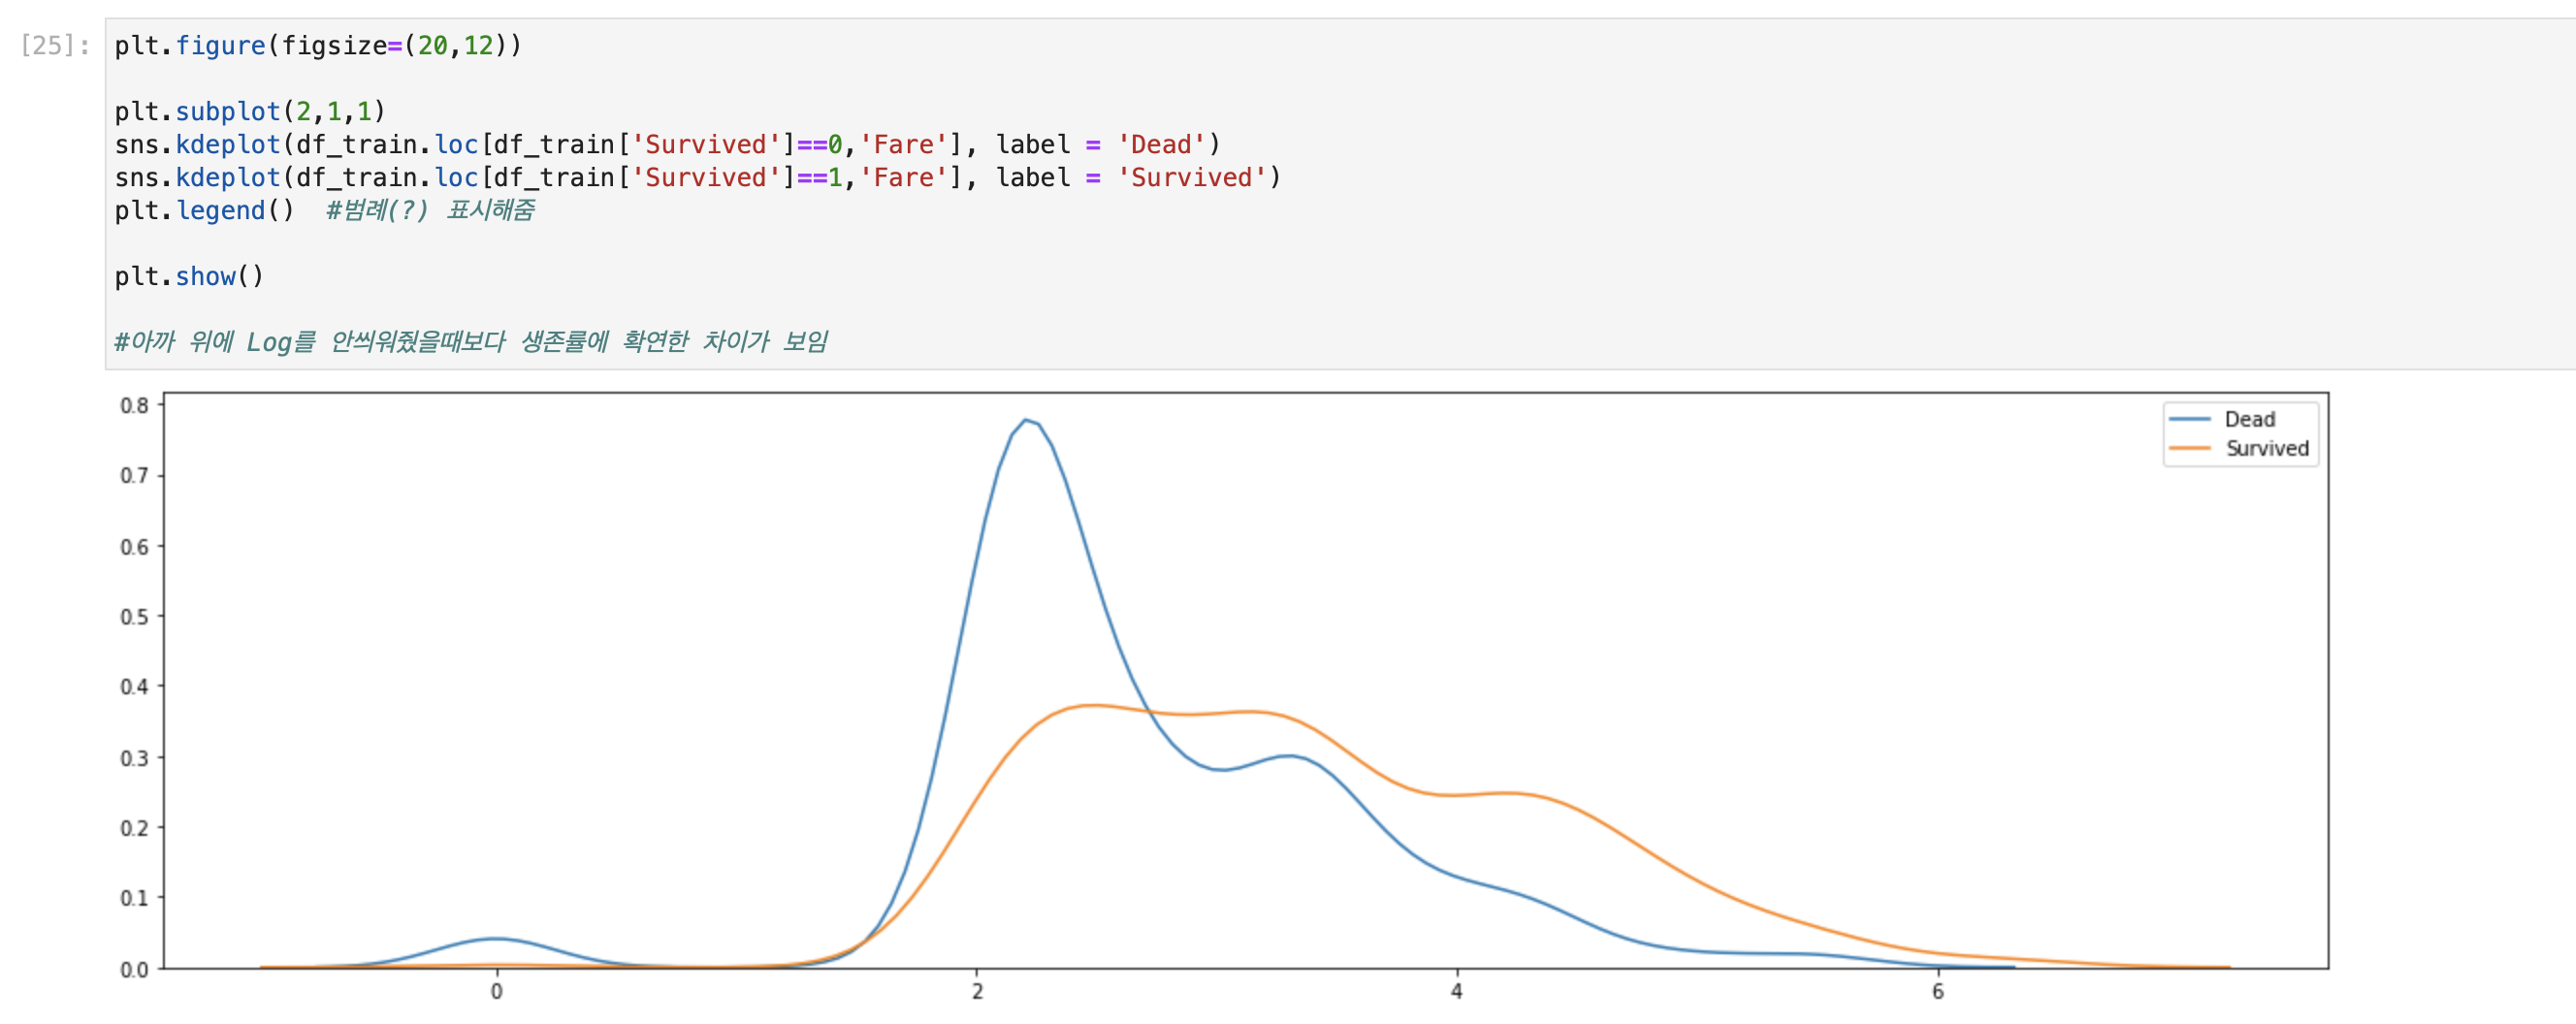 [25]:
plt.figure(figsize=(20,12))
plt.subplot(2,1,1)
sns.kdeplot(df_train.loc[df_train['Survived']==0,'Fare'], label = 'Dead')
sns.kdeplot(df_train.loc[df_train['Survived']==1,'Fare'], label = 'Survived')
plt.legend()  #범례(?) 표시해줌
plt.show()
#아까 위에 Log를 안씌워줬을때보다 생존률에 확연한 차이가 보임
Dead
Survived
0.8
0.7
0.6
0.5
0.4
0.3
0.2
0.1
0.0
0 2 4 6